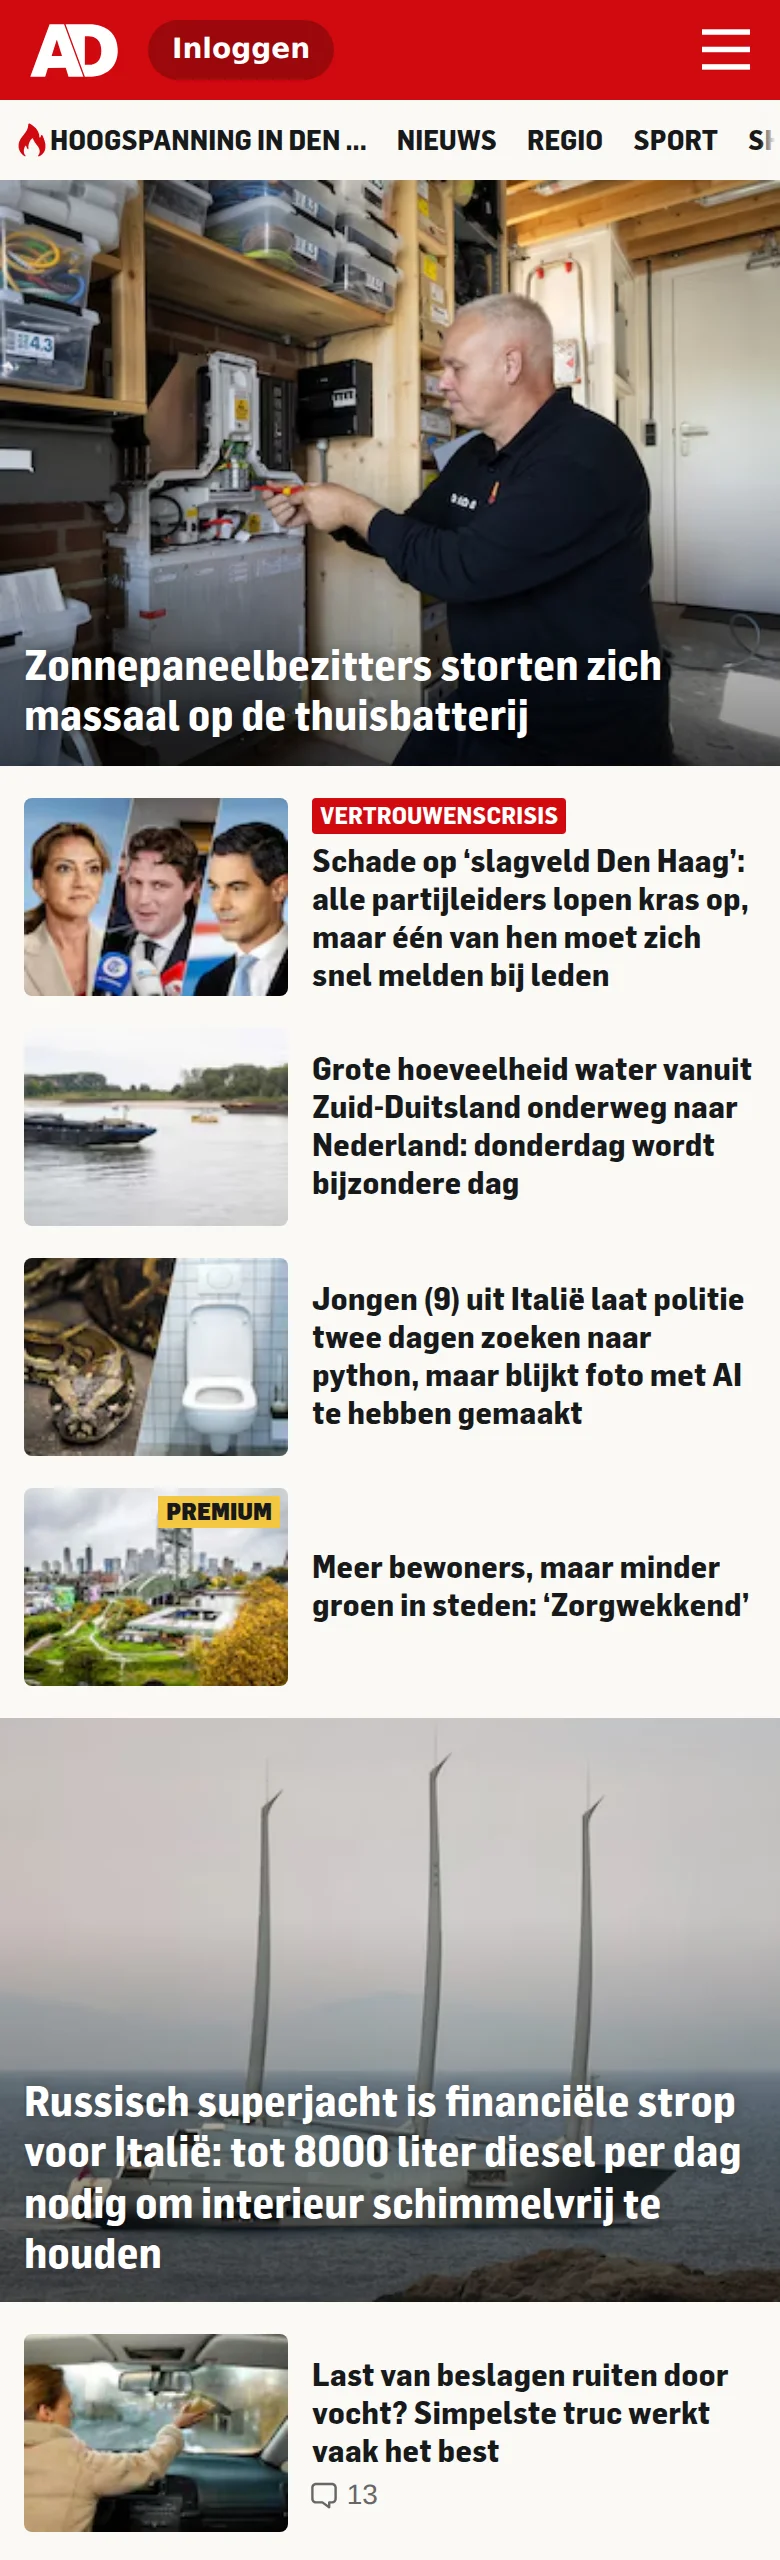 AD
Inloggen
HOOGSPANNING IN DEN ...
NIEUWS
REGIO
SPORT
4.3
Zonnepaneelbezitters storten zich
massaal op de thuisbatterij
VERTROUWENSCRISIS
Schade op ‘slagveld Den Haag’:
alle partijleiders lopen kras op,
maar één van hen moet zich
snel melden bij leden
Grote hoeveelheid water vanuit
Zuid-Duitsland onderweg naar
Nederland: donderdag wordt
bijzondere dag
Jongen (9) uit Italië laat politie
twee dagen zoeken naar
python, maar blijkt foto met AI
te hebben gemaakt
PREMIUM
Meer bewoners, maar minder
groen in steden: ‘Zorgwekkend’
Russisch superjacht is financiële strop
voor Italië: tot 8000 liter diesel per dag
nodig om interieur schimmelvrij te
houden
Last van beslagen ruiten door
vocht? Simpelste truc werkt
vaak het best
13